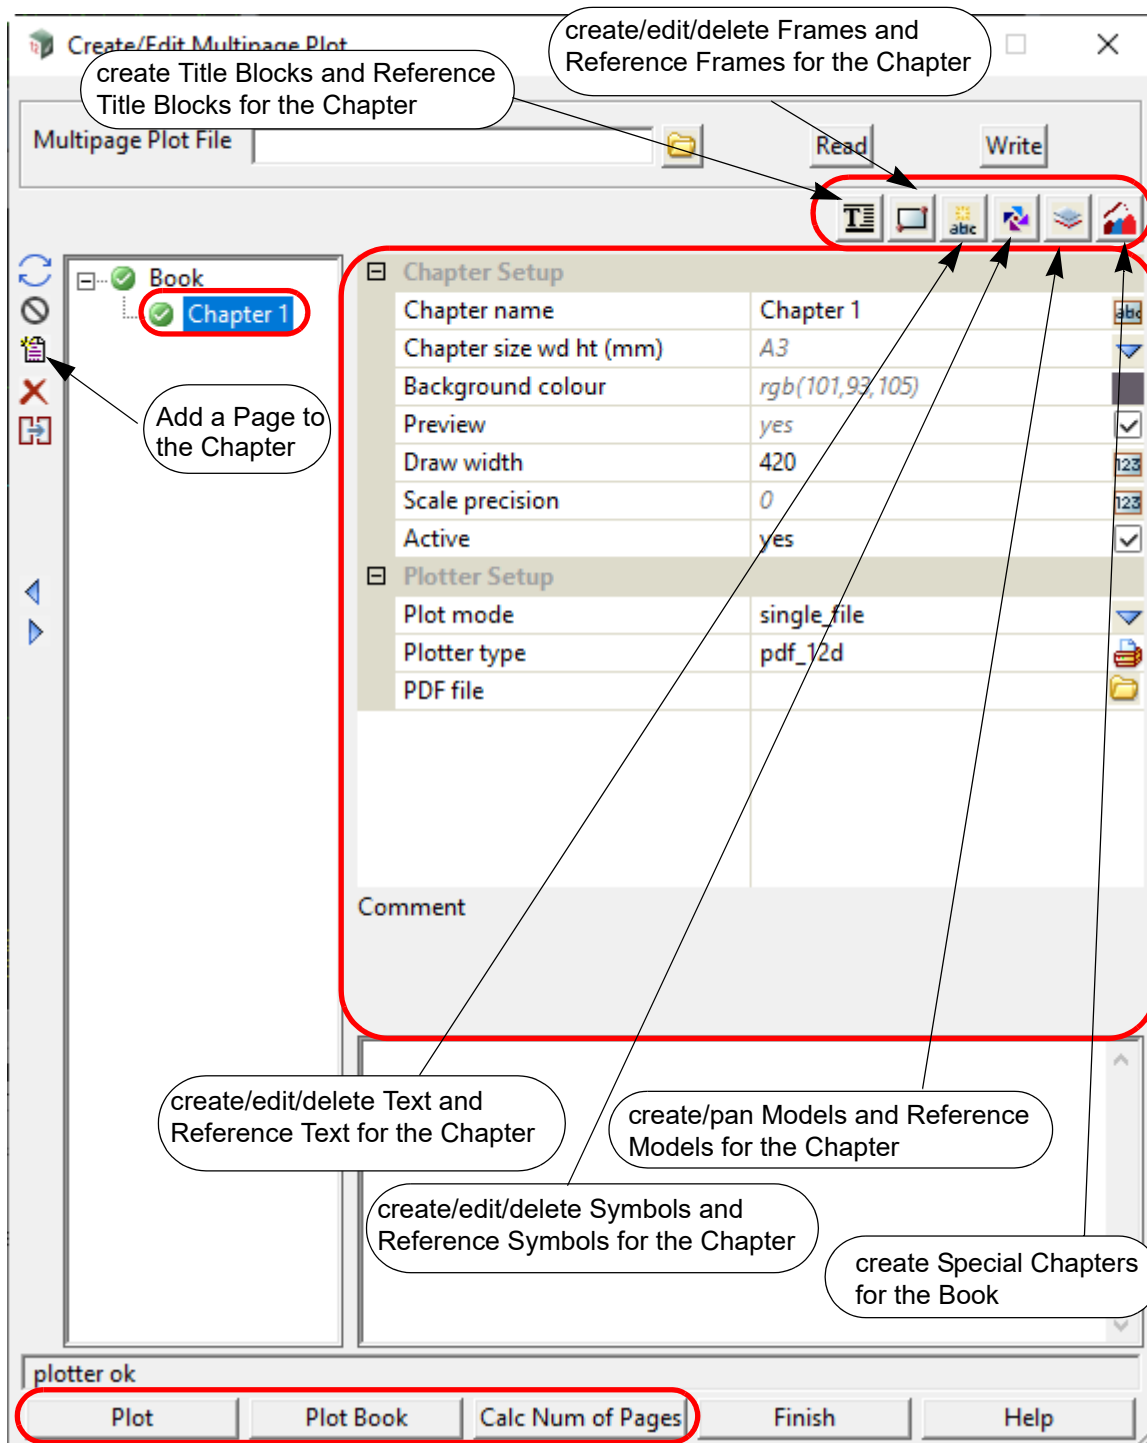 Create/Edit Multipage Plot
create/edit/delete Frames and
Reference Frames for the Chapter
create Title Blocks and Reference
Title Blocks for the Chapter
Multipage Plot File
Read
Write
T
abc
Book
Chapter 1
Add a Page to
the Chapter
Chapter Setup
Chapter name Chapter 1 abc
Chapter size wd ht (mm) A3
Background colour rgb(101,93,105)
Preview yes
Draw width 420 123
Scale precision 0 123
Active yes
Plotter Setup
Plot mode single_file
Plotter type pdf_12d
PDF file
Comment
create/edit/delete Text and
Reference Text for the Chapter
create/pan Models and Reference
Models for the Chapter
create/edit/delete Symbols and
Reference Symbols for the Chapter
create Special Chapters
for the Book
plotter ok
Plot
Plot Book
Calc Num of Pages
Finish
Help